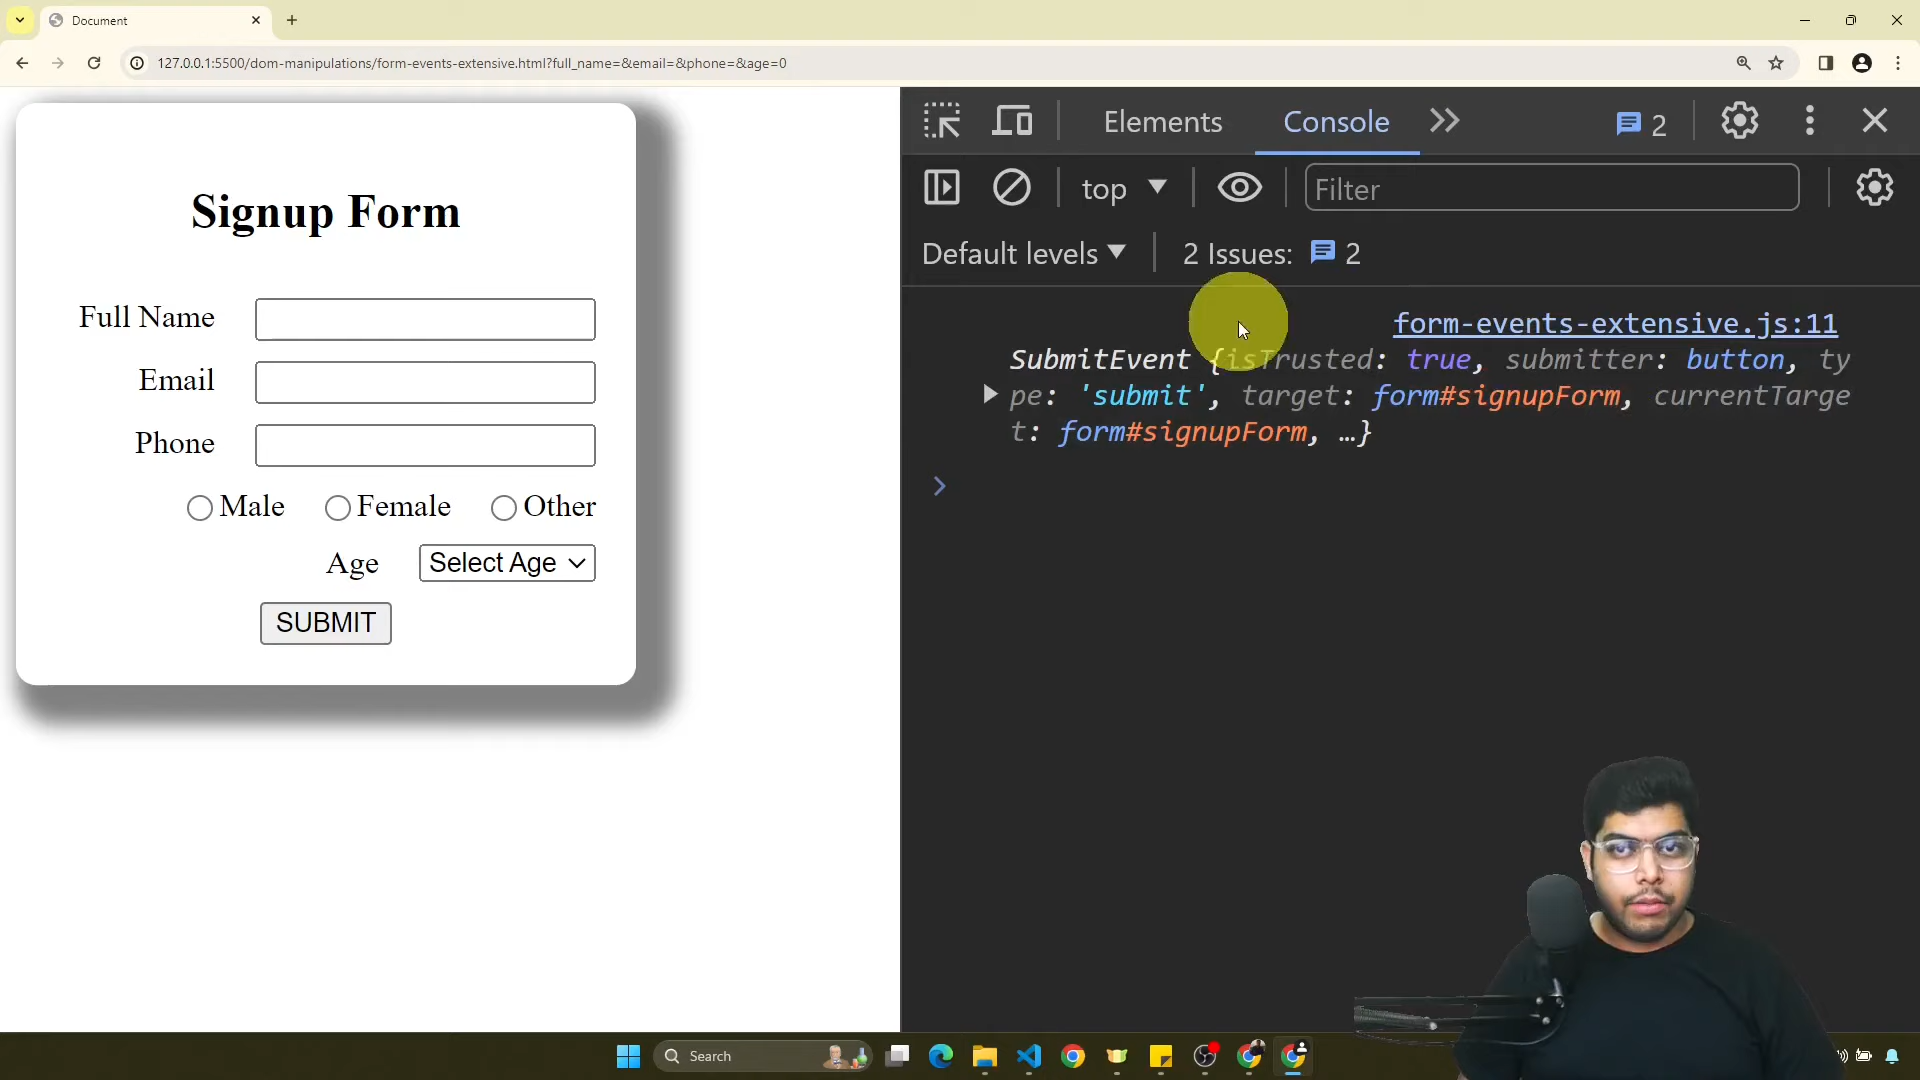 Document
127.0.0.1:5500/dom-manipulations/form-events-extensive.html?full_name=&email=&phone=&age=0
Signup Form
Full Name
Email
Phone
Male Female Other
Age Select Age
SUBMIT
Elements Console 2
top Filter
Default levels 2 Issues: 2
form-events-extensive.js:11
SubmitEvent {isTrusted: true, submitter: button, ty
pe: 'submit', target: form#signupForm, currentTarge
t: form#signupForm, …}
Search